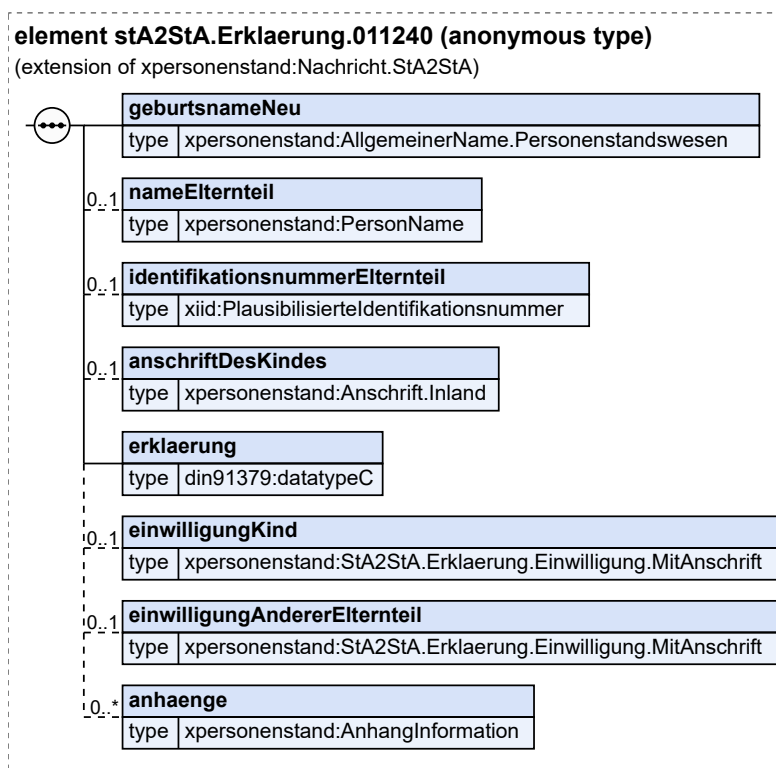 element stA2StA.Erklaerung.011240 (anonymous type)
(extension of xpersonenstand:Nachricht.StA2StA)
geburtsnameNeu
type xpersonenstand:AllgemeinerName.Personenstandswesen
0..1 nameElternteil
type xpersonenstand:PersonName
0..1 identifikationsnummerElternteil
type xiid:PlausibilisierteIdentifikationsnummer
0..1 anschriftDesKindes
type xpersonenstand:Anschrift.Inland
erklaerung
type din91379:datatypeC
0..1 einwilligungKind
type xpersonenstand:StA2StA.Erklaerung.Einwilligung.MitAnschrift
0..1 einwilligungAndererElternteil
type xpersonenstand:StA2StA.Erklaerung.Einwilligung.MitAnschrift
0..* anhaenge
type xpersonenstand:AnhangInformation